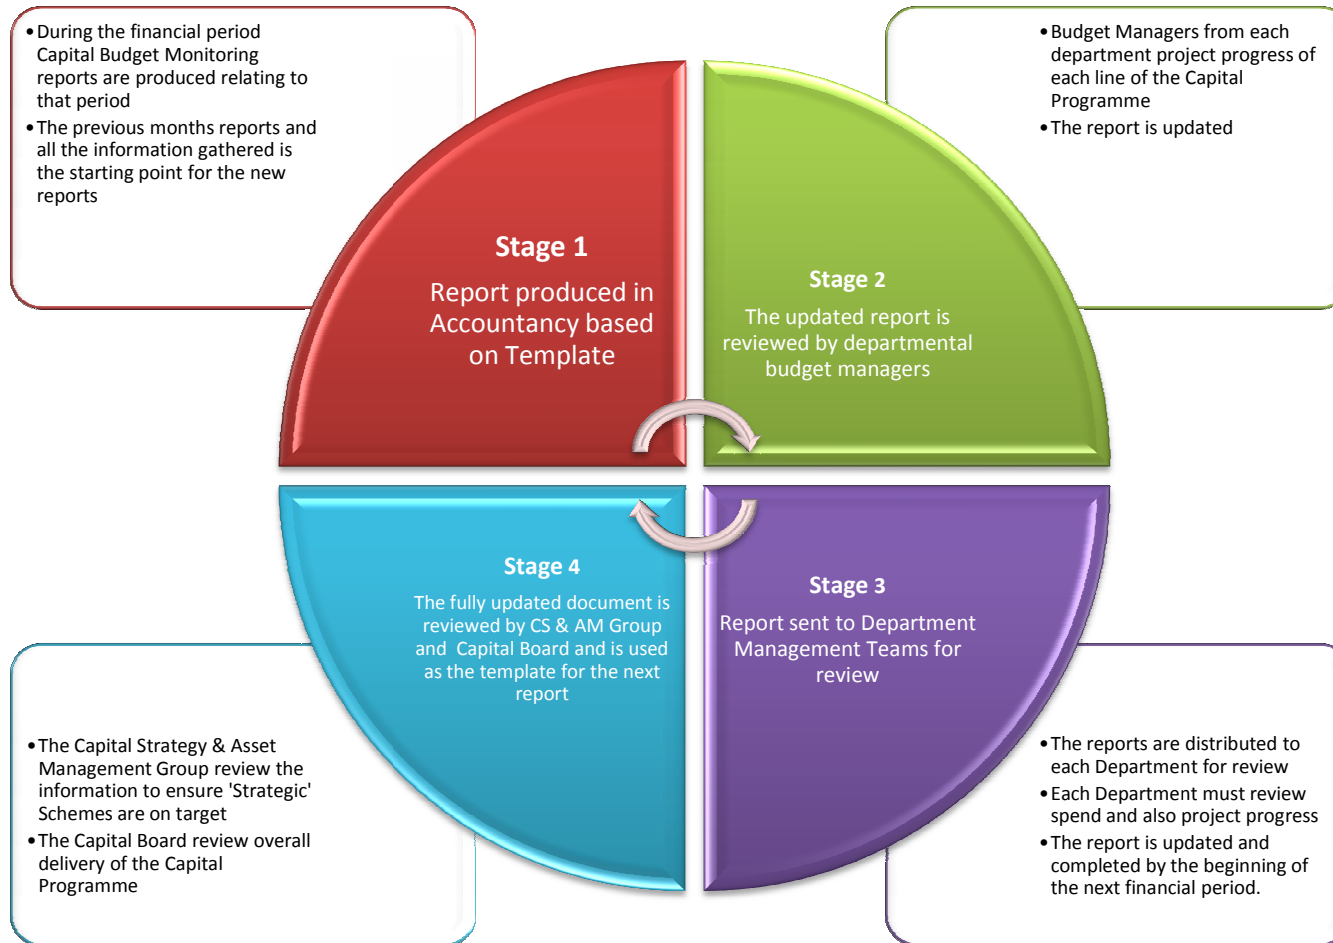 •During the financial period
Capital Budget Monitoring
reports are produced relating to
that period
•The previous months reports and
all the information gathered is
the starting point for the new
reports
•Budget Managers from each
department project progress of
each line of the Capital
Programme
•The report is updated
Stage 1
Report produced in
Accountancy based
on Template
Stage 2
The updated report is
reviewed by departmental
budget managers
Stage 4
The fully updated document is
reviewed by CS & AM Group
and Capital Board and is used
as the template for the next
report
Stage 3
Report sent to Department
Management Teams for
review
•The Capital Strategy & Asset
Management Group review the
information to ensure 'Strategic'
Schemes are on target
•The Capital Board review overall
delivery of the Capital
Programme
•The reports are distributed to
each Department for review
•Each Department must review
spend and also project progress
•The report is updated and
completed by the beginning of
the next financial period.